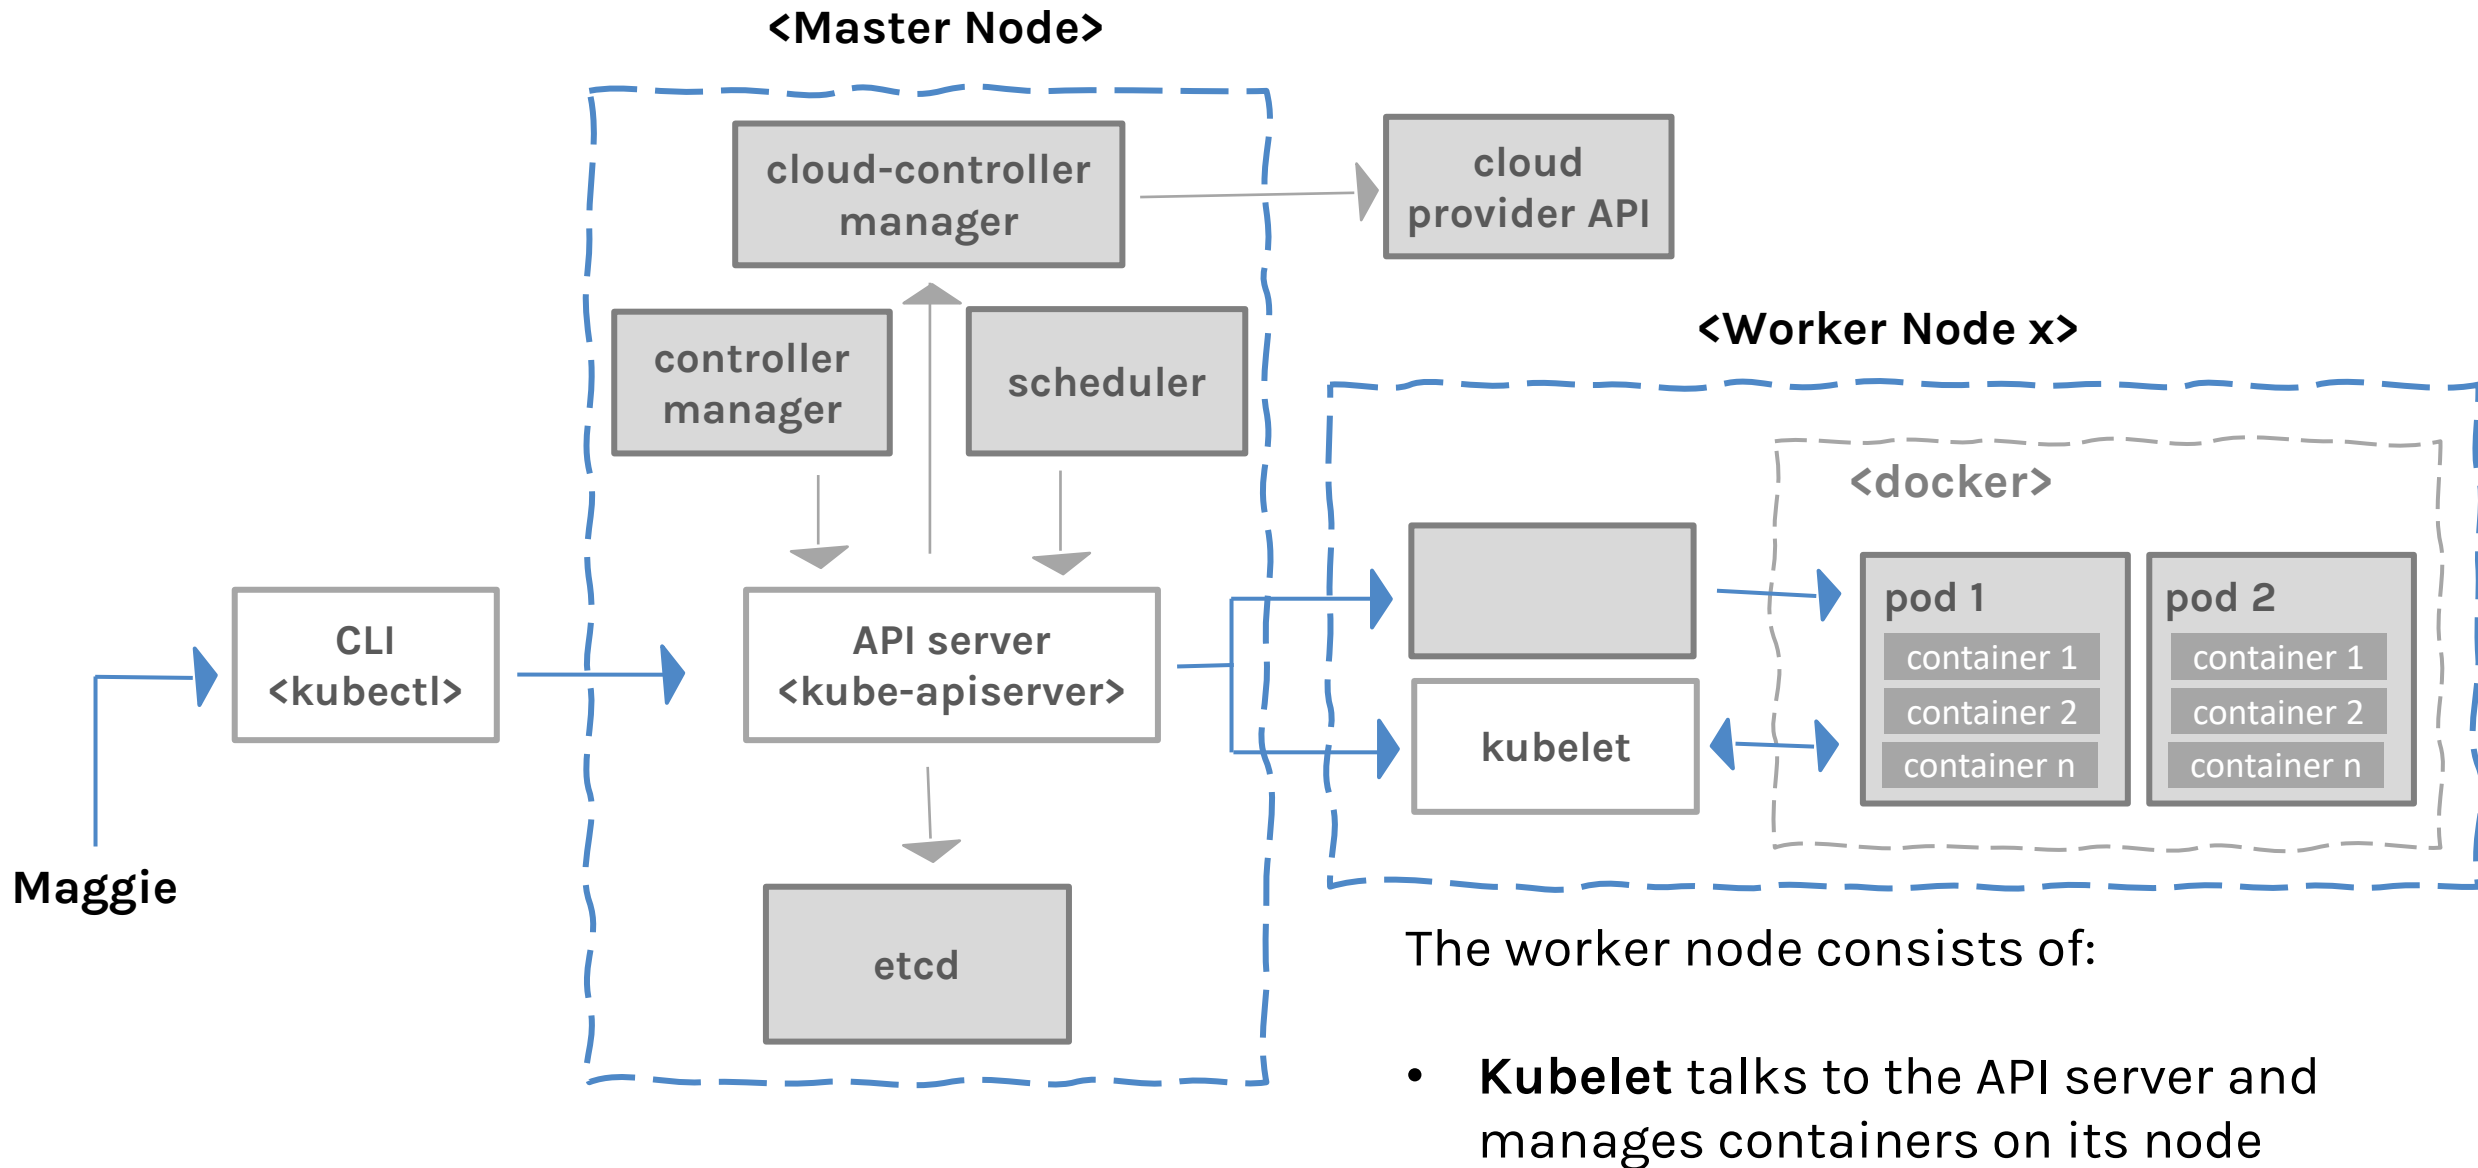 <Master Node>
cloud-controller
manager
cloud
provider API
controller
manager
scheduler
<Worker Node x>
<docker>
CLI
<kubectl>
API server
<kube-apiserver>
pod 1
container 1
container 2
container n
pod 2
container 1
container 2
container n
kubelet
Maggie
etcd
The worker node consists of:
• Kubelet talks to the API server and
manages containers on its node